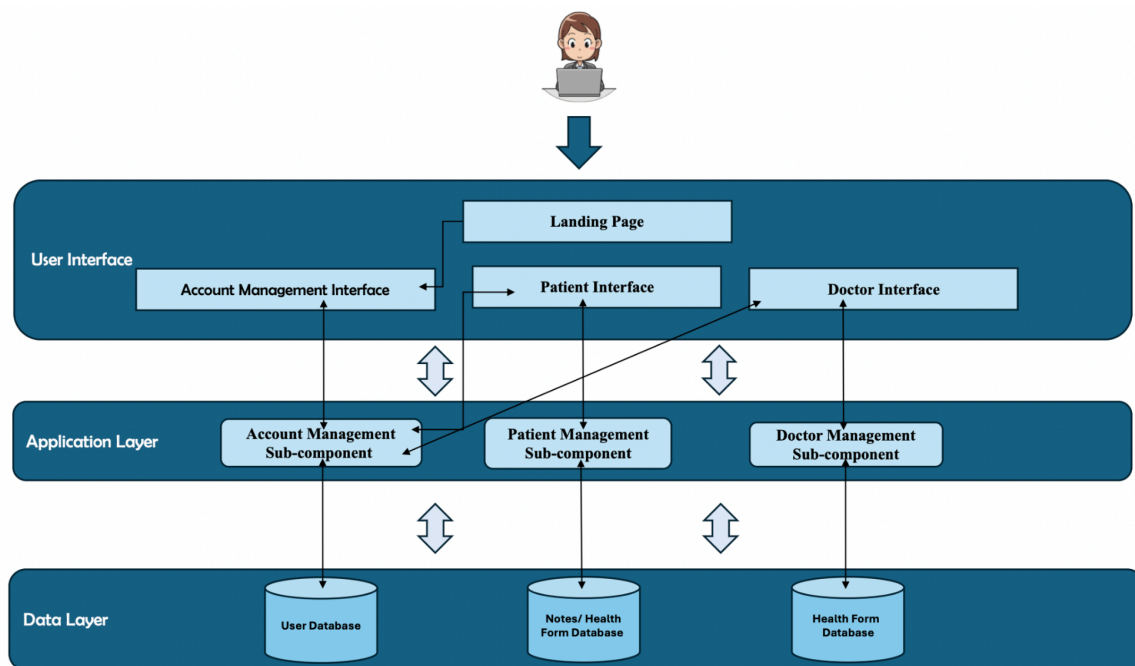 Landing Page
User Interface
Account Management Interface
Patient Interface
Doctor Interface
Application Layer
Account Management
Sub-component
Patient Management
Sub-component
Doctor Management
Sub-component
Data Layer
User Database
Notes/ Health
Form Database
Health Form
Database